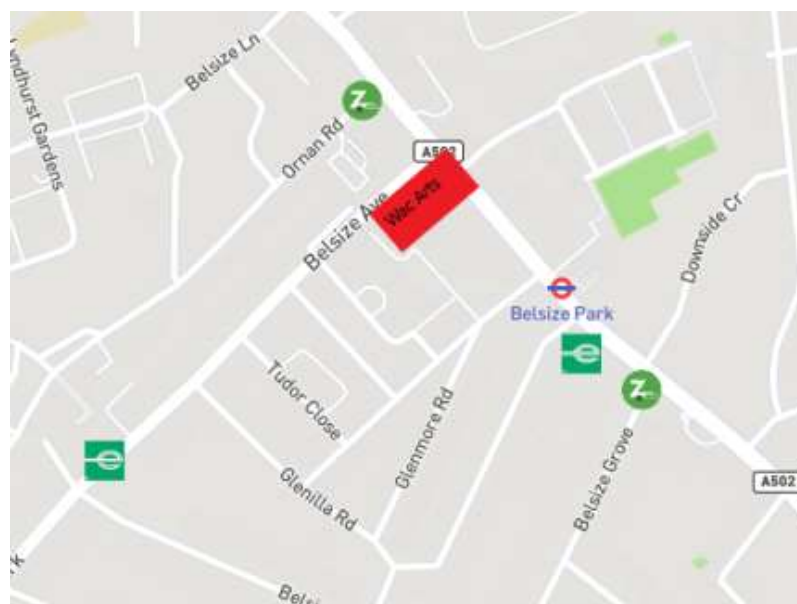 Lyndhurst Gardens
Belsize Ln
Ornan Rd
A502
Wac Arts
Belsize Ave
Downside Cr
Belsize Park
Tudor Close
Glenmore Rd
Glenilla Rd
Belsize Grove
A502